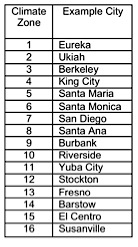 Climate Zone Example City
1 Eureka
2 Ukiah
3 Berkeley
4 King City
5 Santa Maria
6 Santa Monica
7 San Diego
8 Santa Ana
9 Burbank
10 Riverside
11 Yuba City
12 Stockton
13 Fresno
14 Barstow
15 El Centro
16 Susanville